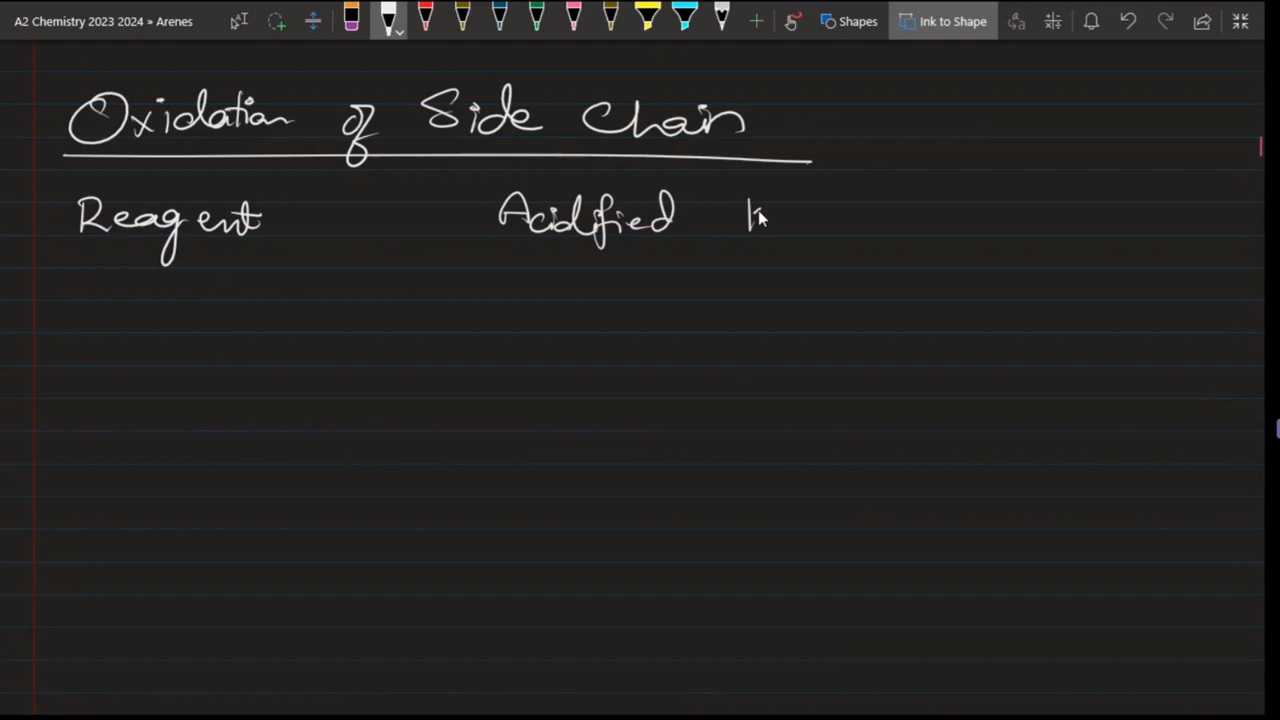 A2 Chemistry 2023 2024 » Arenes Shapes Ink to Shape
Oxidation of Side Chain
Reagent Acidified